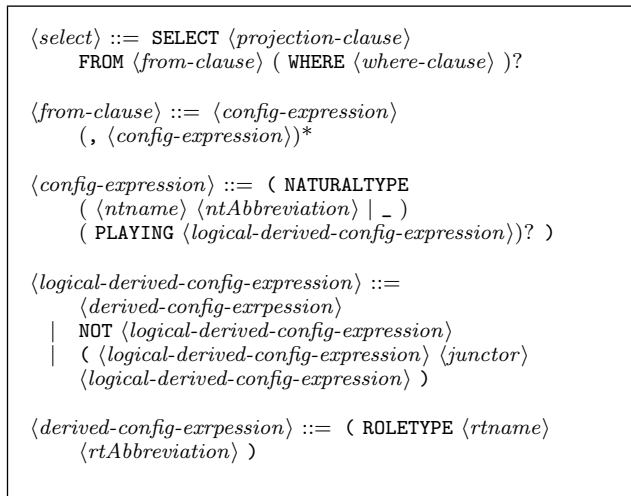 ⟨select⟩ ::= SELECT ⟨projection-clause⟩
FROM ⟨from-clause⟩ ( WHERE ⟨where-clause⟩ )?
⟨from-clause⟩ ::= ⟨config-expression⟩
(, ⟨config-expression⟩)*
⟨config-expression⟩ ::= ( NATURALTYPE
( ⟨ntname⟩ ⟨ntAbbreviation⟩ | _ )
( PLAYING ⟨logical-derived-config-expression⟩)? )
⟨logical-derived-config-expression⟩ ::=
⟨derived-config-exrpession⟩
| NOT ⟨logical-derived-config-expression⟩
| ( ⟨logical-derived-config-expression⟩ ⟨junctor⟩
⟨logical-derived-config-expression⟩ )
⟨derived-config-exrpession⟩ ::= ( ROLETYPE ⟨rtname⟩
⟨rtAbbreviation⟩ )